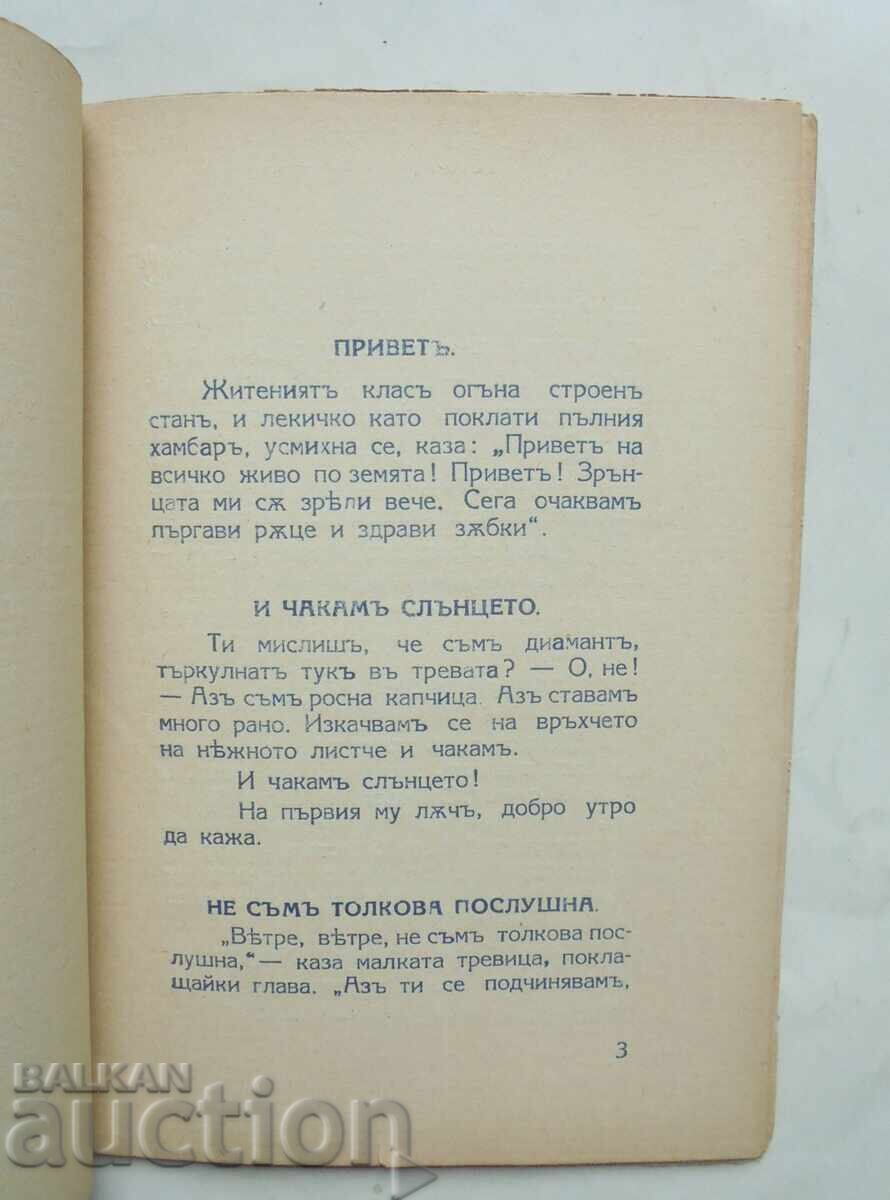 ПРИВЕТЪ.
Житениятъ класъ огъна строенъ
станъ, и лекичко като поклати пълния
хамбаръ, усмихна се, каза: „Приветъ на
всичко живо по земята! Приветъ! Зрън-
цата ми сѫ зрѣли вече. Сега очаквамъ
пъргави рѫце и здрави зѫбки“.
И ЧАКАМЪ СЛЪНЦЕТО.
Ти мислишъ, че съмъ диамантъ,
търкулнатъ тукъ въ тревата? — О, не!
— Азъ съмъ росна капчица. Азъ ставамъ
много рано. Изкачвамъ се на връхчето
на нѣжното листче и чакамъ.
И чакамъ слънцето!
На първия му лѫчъ, добро утро
да кажа.
НЕ СЪМЪ ТОЛКОВА ПОСЛУШНА.
„Вѣтре, вѣтре, не съмъ толкова пос-
лушна,“— каза малката тревица, покла-
щайки глава. „Азъ ти се подчинявамъ,
3
BALKAN
auction